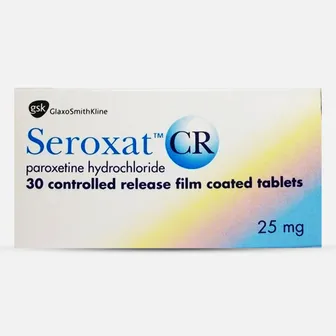 gsk GlaxoSmithKline
Seroxat™ CR
paroxetine hydrochloride
30 controlled release film coated tablets
25 mg